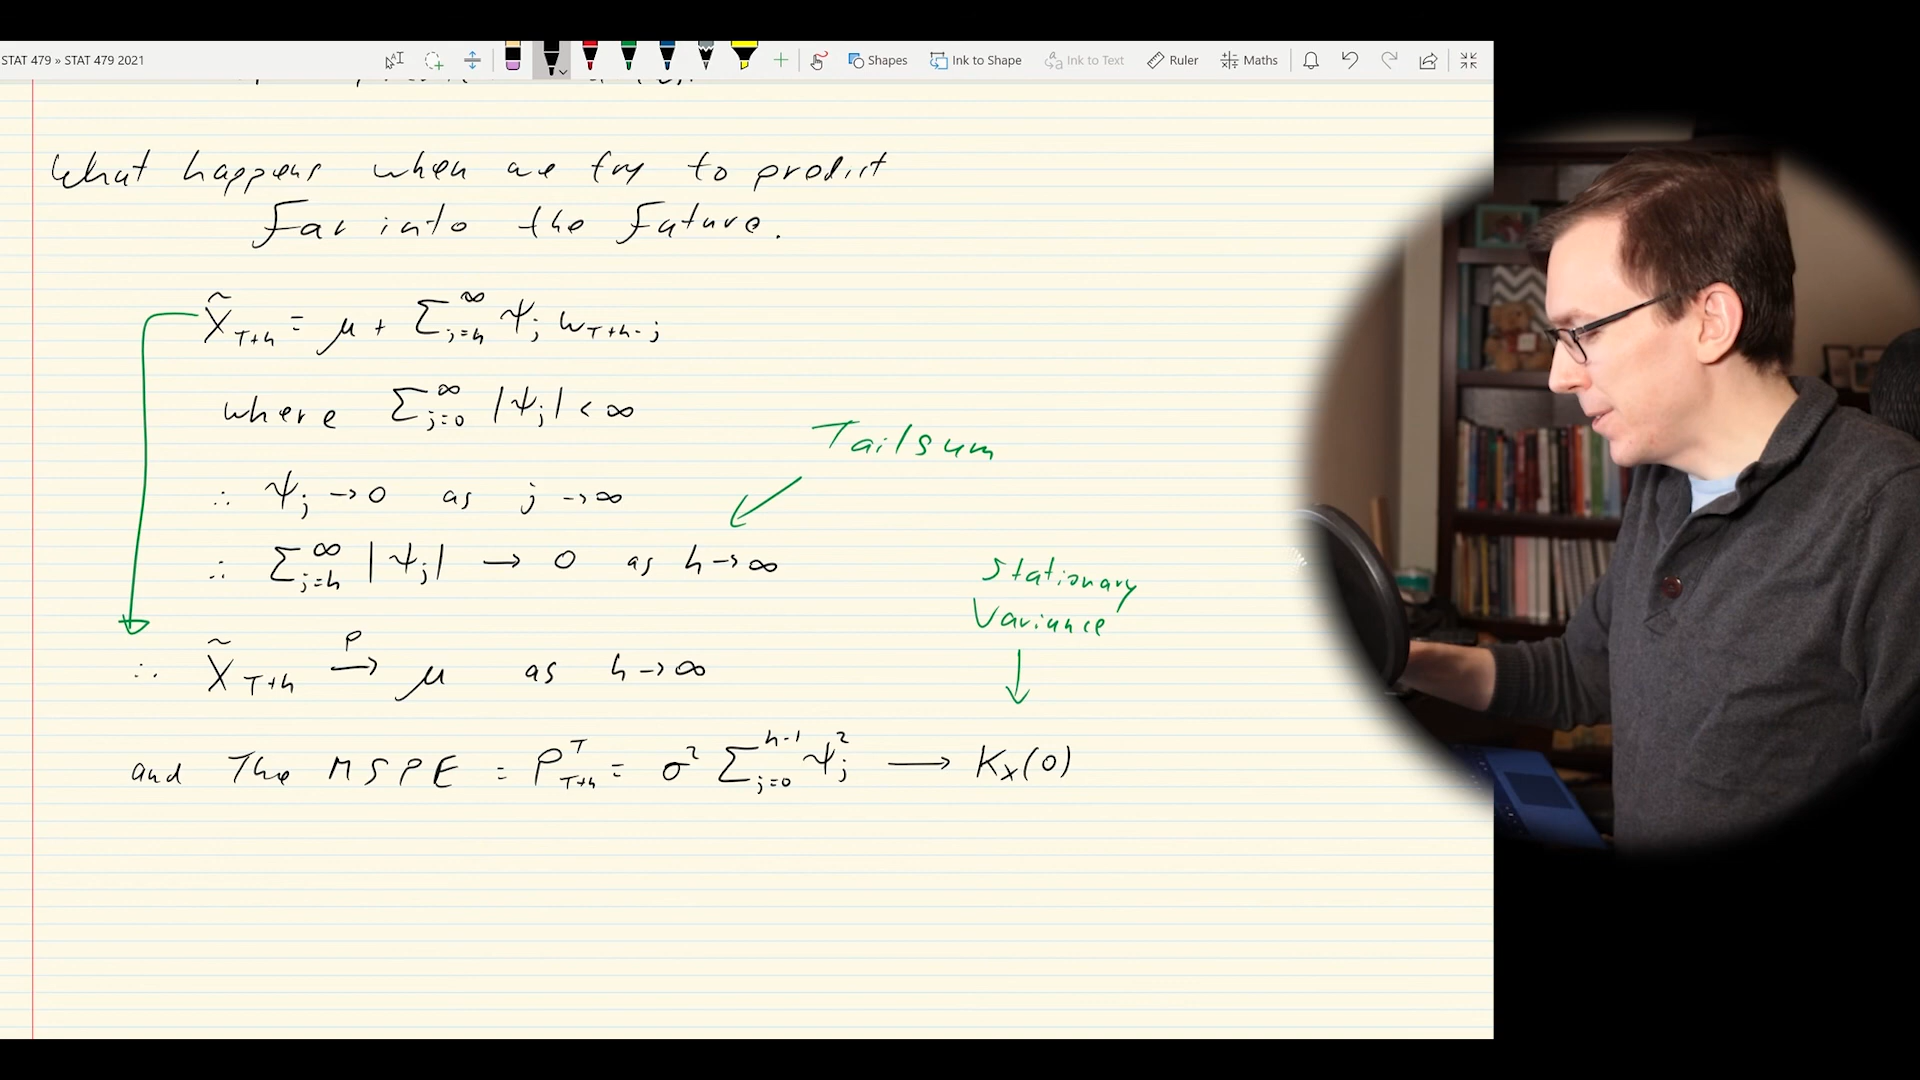 STAT 479 » STAT 479 2021
Shapes Ink to Shape Ink to Text Ruler Maths
What happens when we try to predict
Far into the future.
X̃_{T+h} = μ + Σ_{j=h}^∞ ψ_j w_{T+h-j}
where Σ_{j=0}^∞ |ψ_j| < ∞
Tailsum
∴ ψ_j → 0 as j → ∞
∴ Σ_{j=h}^∞ |ψ_j| → 0 as h → ∞
Stationary
Variance
∴ X̃_{T+h} →^P μ as h → ∞
and The MSPE = P_{T+h}^T = σ² Σ_{j=0}^{h-1} ψ_j² → K_X(0)